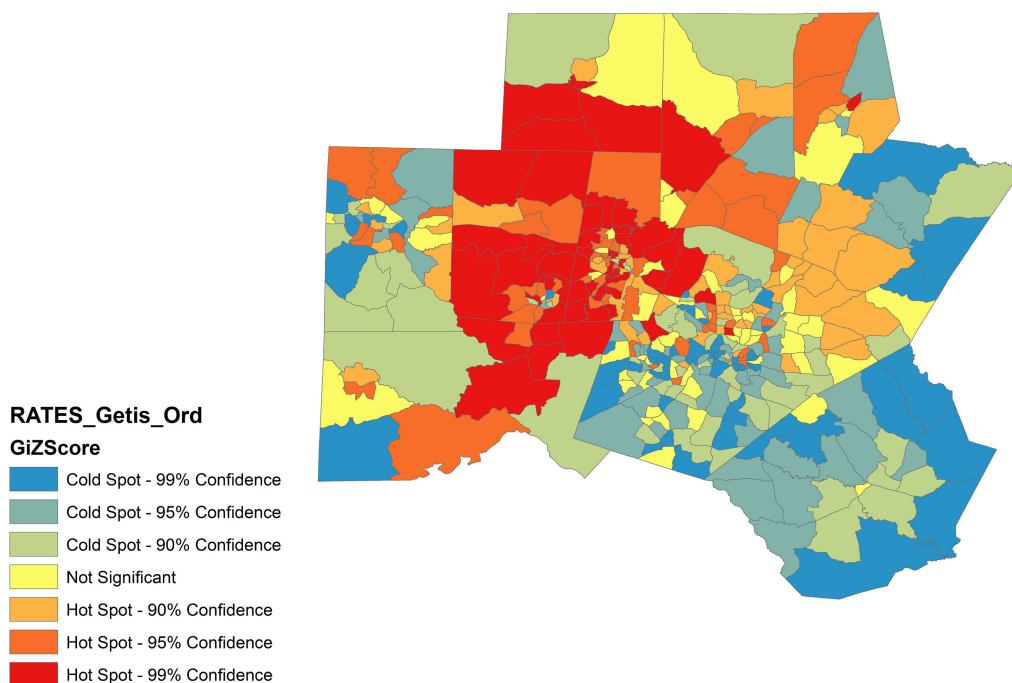 RATES_Getis_Ord
GiZScore
Cold Spot - 99% Confidence
Cold Spot - 95% Confidence
Cold Spot - 90% Confidence
Not Significant
Hot Spot - 90% Confidence
Hot Spot - 95% Confidence
Hot Spot - 99% Confidence